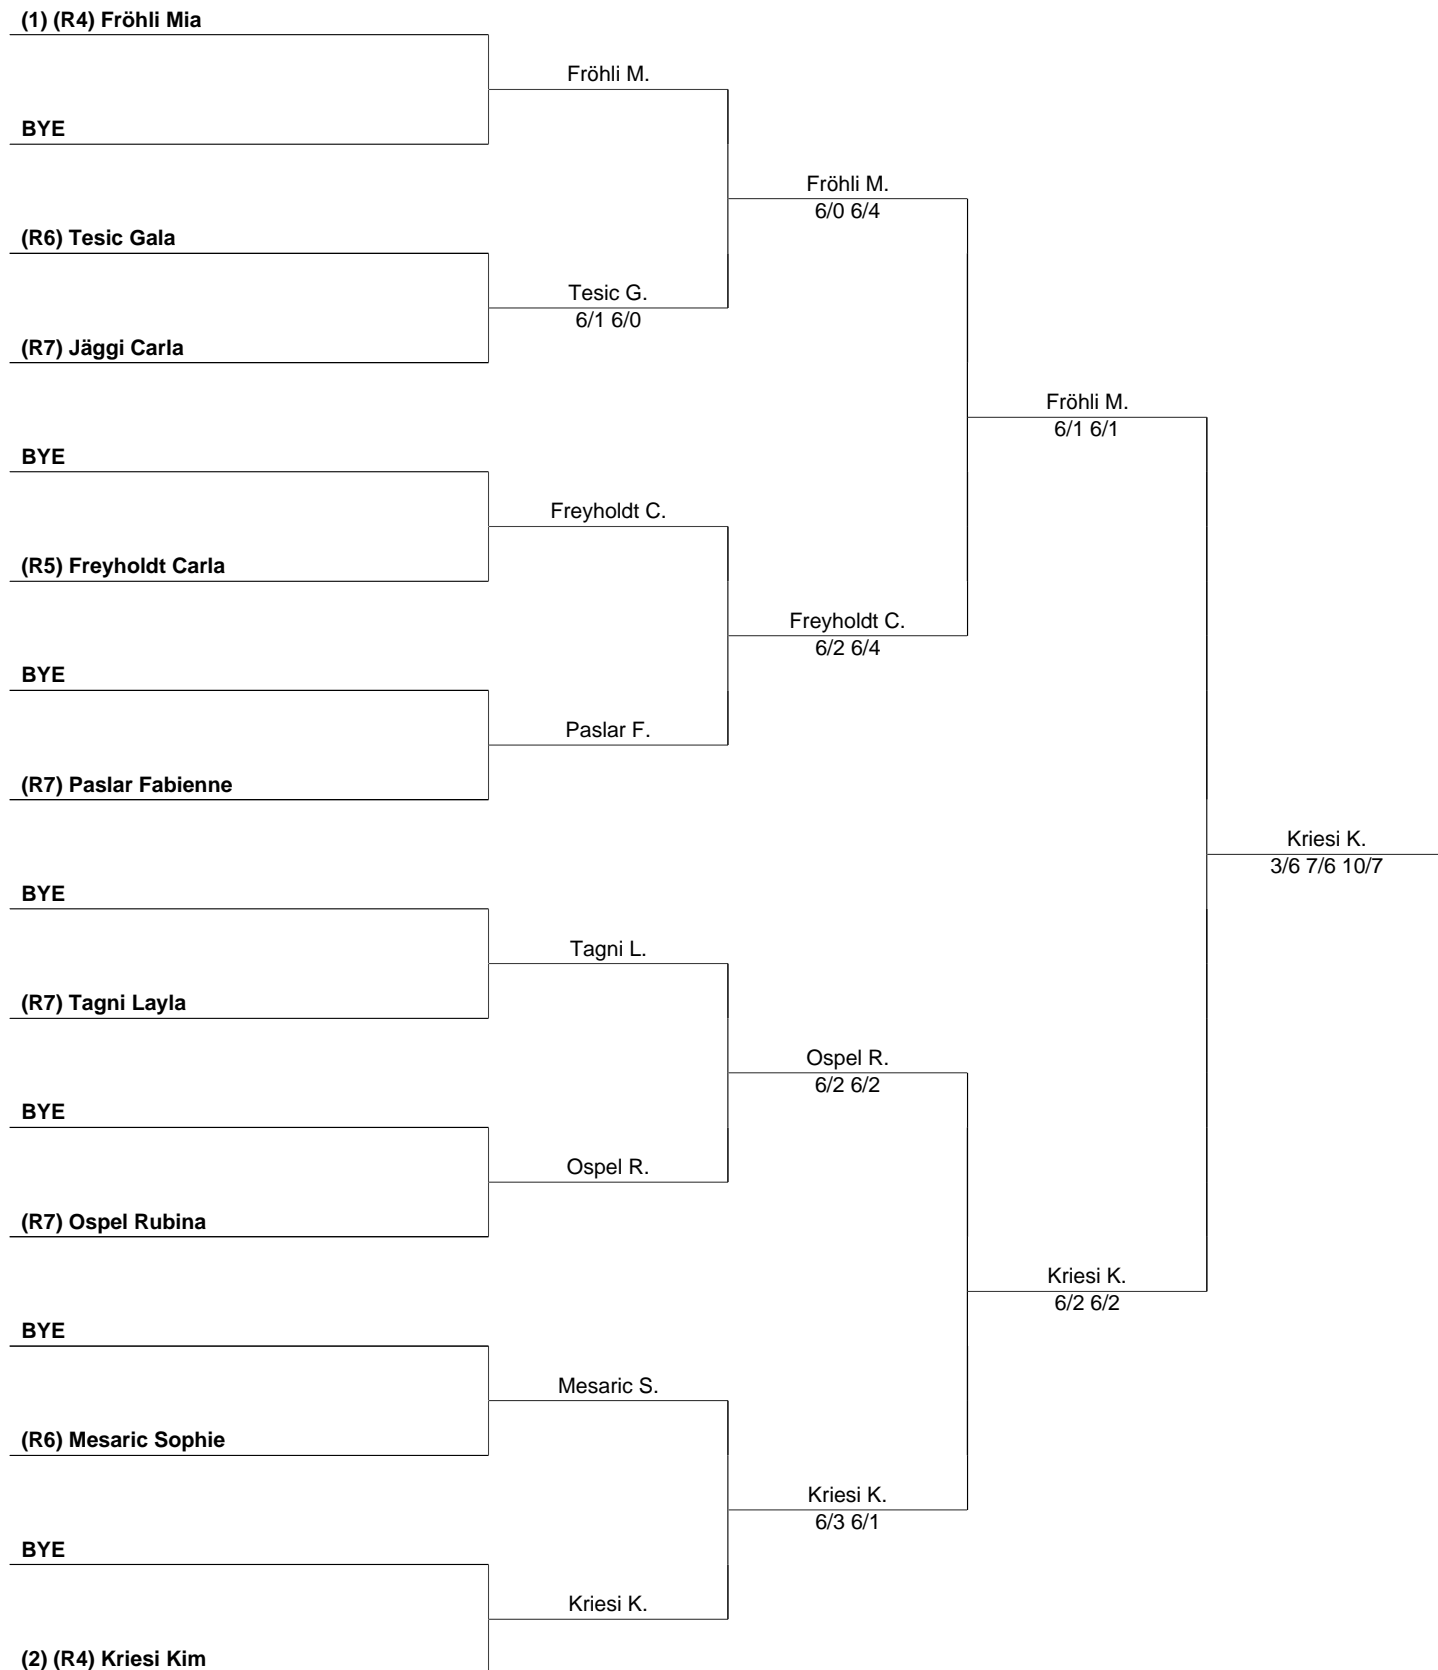 (1) (R4) Fröhli Mia
Fröhli M.
BYE
Fröhli M.
6/0 6/4
(R6) Tesic Gala
Tesic G.
6/1 6/0
(R7) Jäggi Carla
Fröhli M.
6/1 6/1
BYE
Freyholdt C.
(R5) Freyholdt Carla
Freyholdt C.
6/2 6/4
BYE
Paslar F.
(R7) Paslar Fabienne
Kriesi K.
3/6 7/6 10/7
BYE
Tagni L.
(R7) Tagni Layla
Ospel R.
6/2 6/2
BYE
Ospel R.
(R7) Ospel Rubina
Kriesi K.
6/2 6/2
BYE
Mesaric S.
(R6) Mesaric Sophie
Kriesi K.
6/3 6/1
BYE
Kriesi K.
(2) (R4) Kriesi Kim